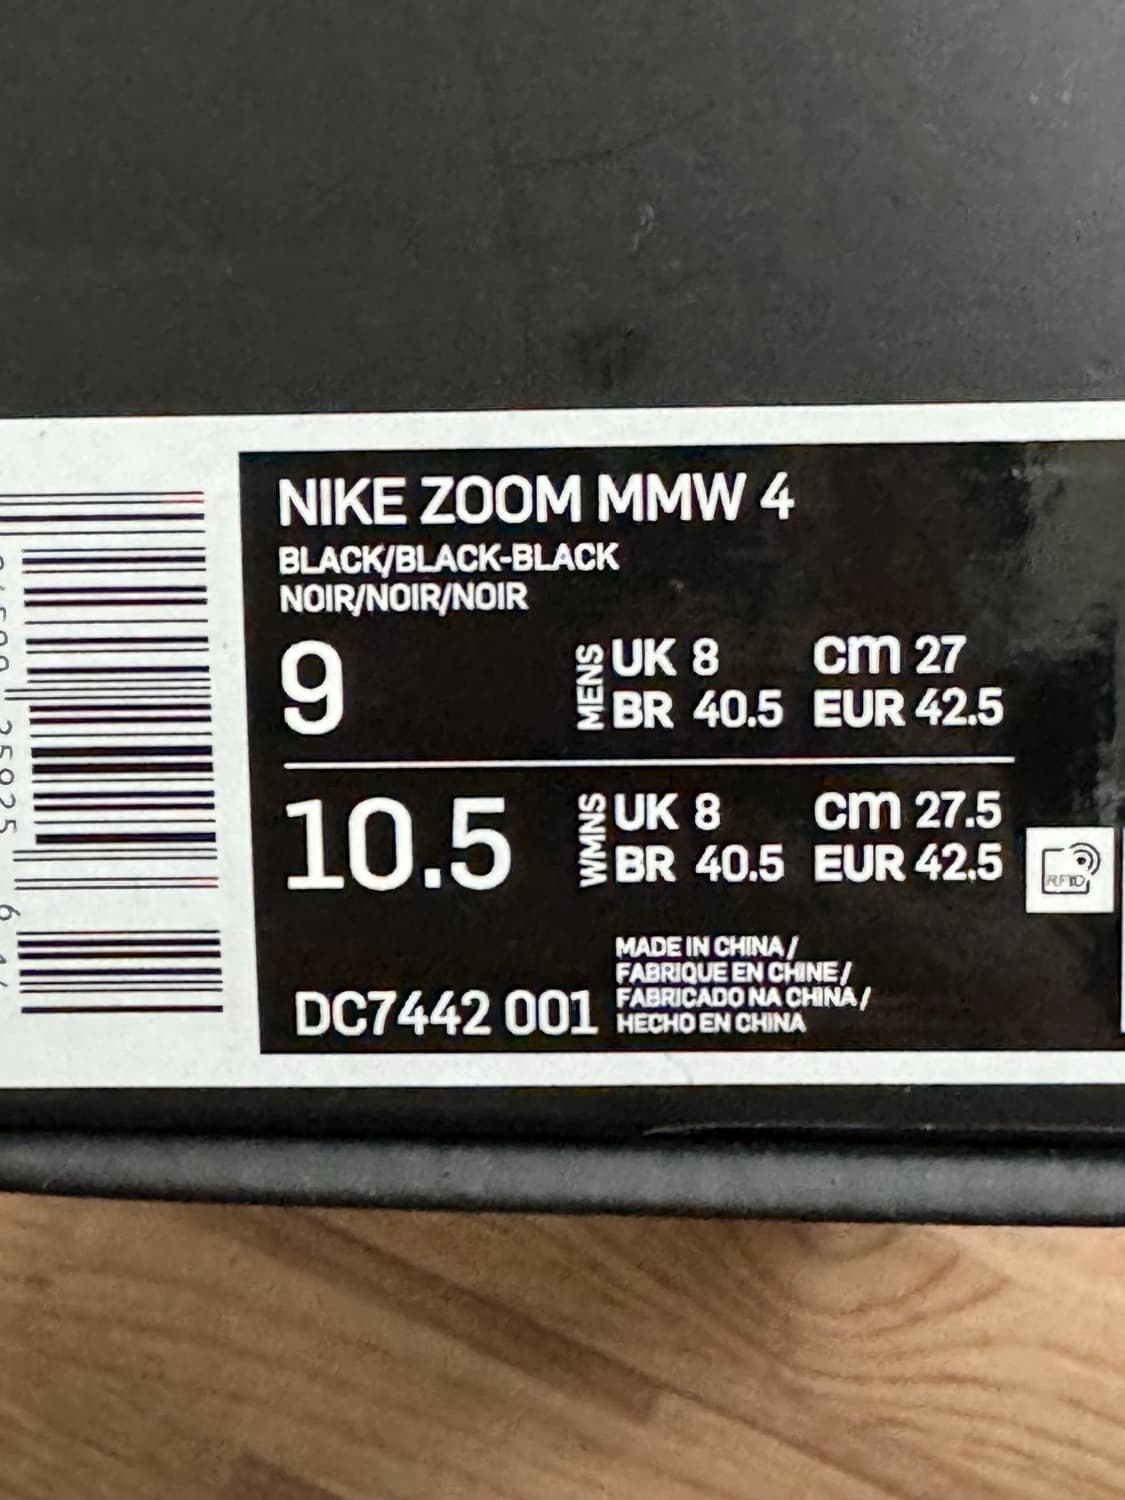 NIKE ZOOM MMW 4
BLACK/BLACK-BLACK
NOIR/NOIR/NOIR
9
MENS
UK 8 cm 27
BR 40.5 EUR 42.5
10.5
WMNS
UK 8 cm 27.5
BR 40.5 EUR 42.5
RFID
DC7442 001
MADE IN CHINA/
FABRIQUE EN CHINE/
FABRICADO NA CHINA/
HECHO EN CHINA
25925
6